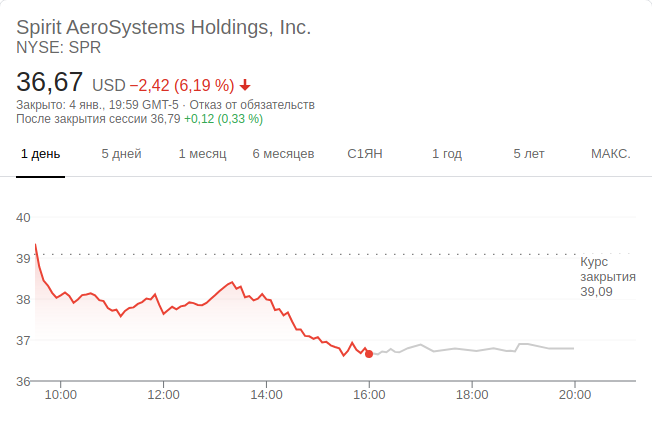 Spirit AeroSystems Holdings, Inc.
NYSE: SPR
36,67 USD −2,42 (6,19 %)
Закрыто: 4 янв., 19:59 GMT-5 · Отказ от обязательств
После закрытия сессии 36,79 +0,12 (0,33 %)
1 день 5 дней 1 месяц 6 месяцев С1ЯН 1 год 5 лет МАКС.
40
39
Курс
закрытия
39,09
38
37
36
10:00 12:00 14:00 16:00 18:00 20:00